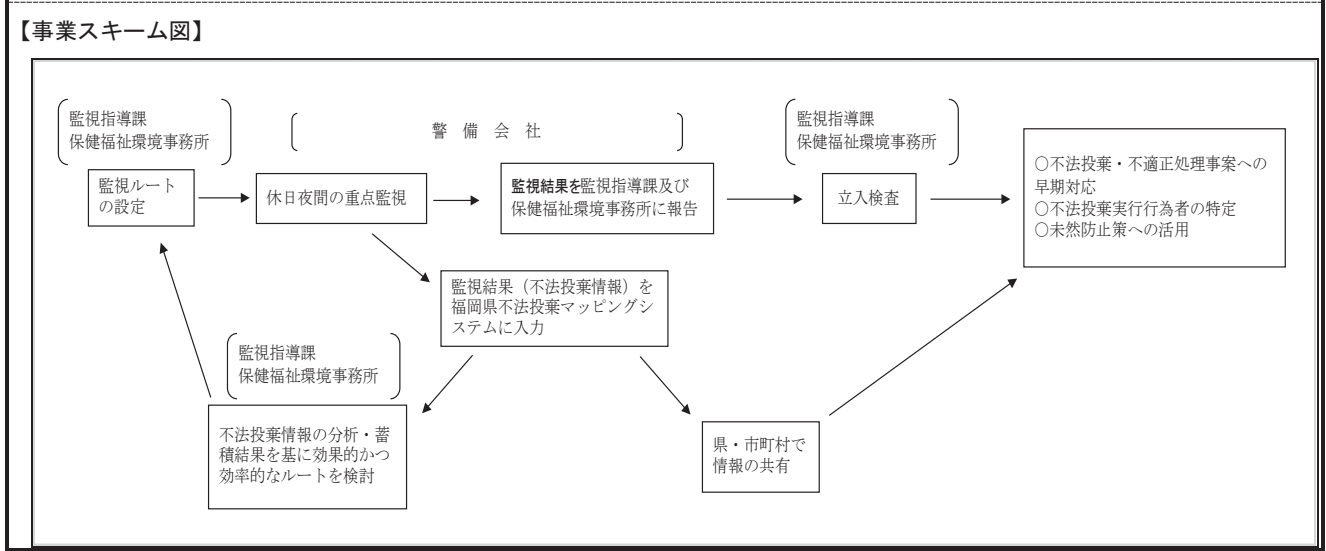 【事業スキーム図】
監視指導課
保健福祉環境事務所
警備会社
監視指導課
保健福祉環境事務所
監視ルート
の設定
休日夜間の重点監視
監視結果を監視指導課及び
保健福祉環境事務所に報告
立入検査
○不法投棄・不適正処理事案への
早期対応
○不法投棄実行行為者の特定
○未然防止策への活用
監視結果（不法投棄情報）を
福岡県不法投棄マッピングシ
ステムに入力
監視指導課
保健福祉環境事務所
不法投棄情報の分析・蓄
積結果を基に効果的かつ
効率的なルートを検討
県・市町村で
情報の共有